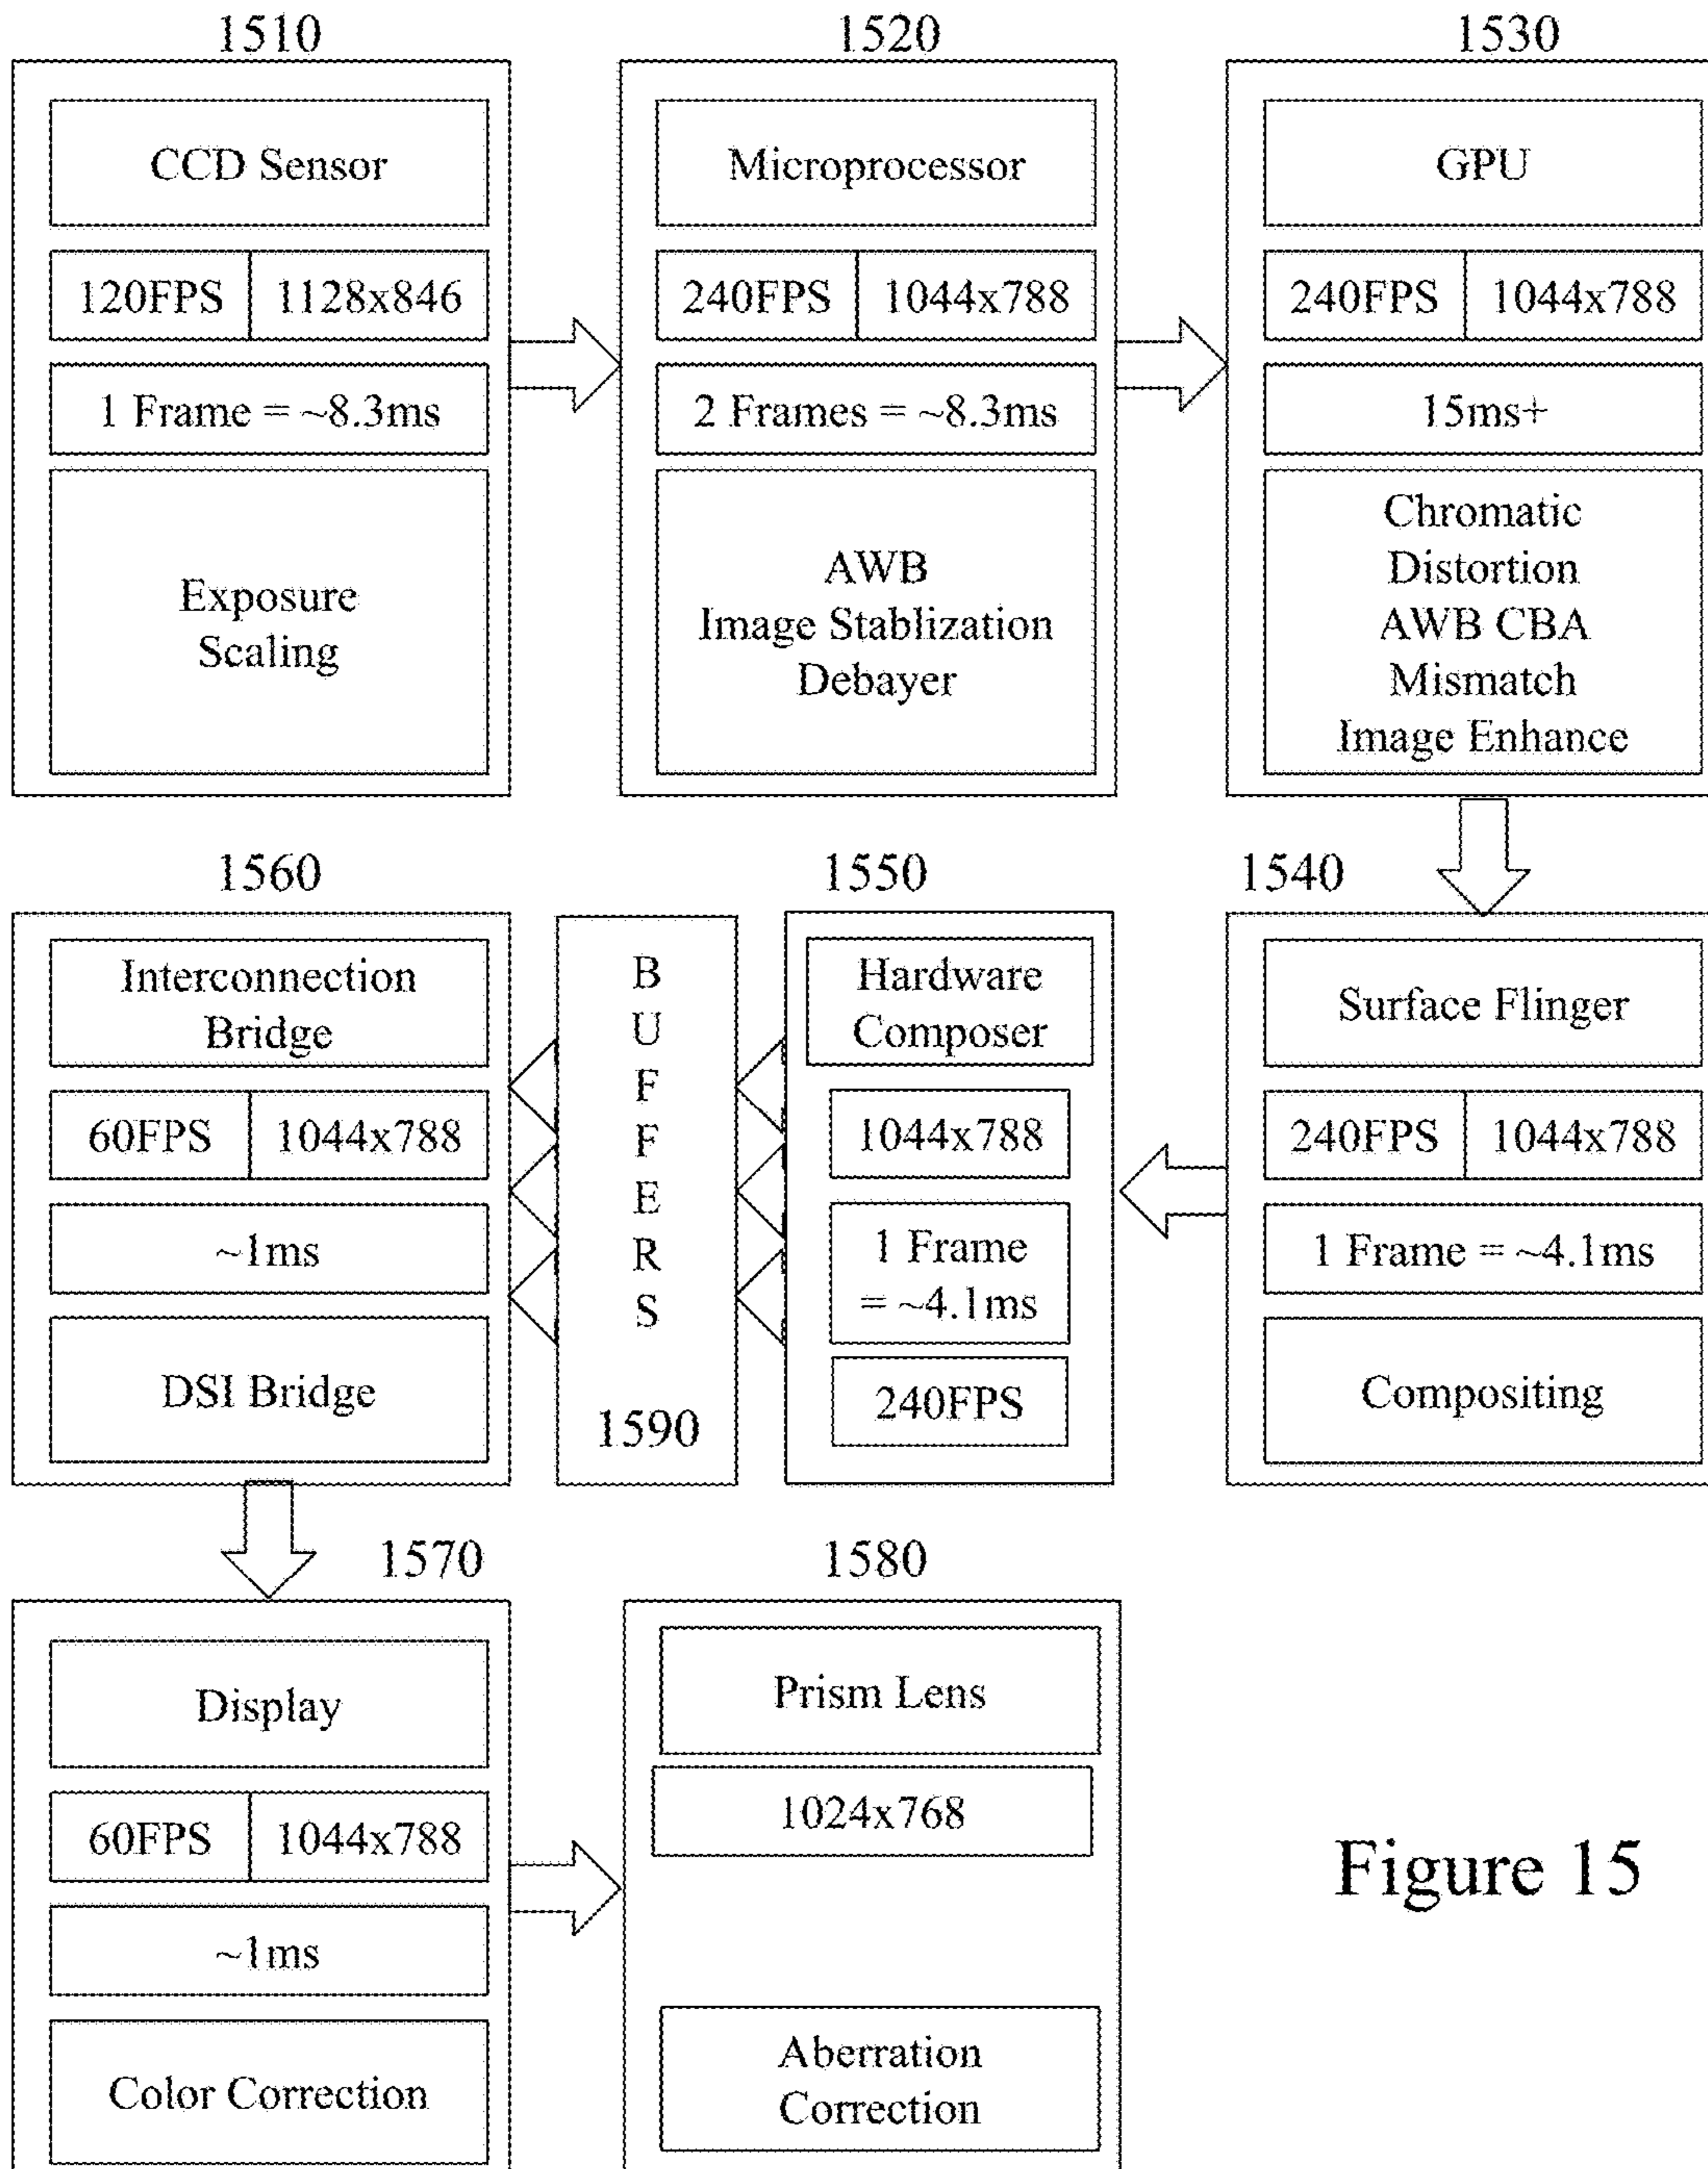 1510
CCD Sensor
120FPS
1128x846
1 Frame = ~8.3ms
Exposure
Scaling
1520
Microprocessor
240FPS
1044x788
2 Frames = ~8.3ms
AWB
Image Stablization
Debayer
1530
GPU
240FPS
1044x788
15ms+
Chromatic
Distortion
AWB CBA
Mismatch
Image Enhance
1540
Surface Flinger
240FPS
1044x788
1 Frame = ~4.1ms
Compositing
1550
Hardware
Composer
1044x788
1 Frame
= ~4.1ms
240FPS
B
U
F
F
E
R
S
1590
1560
Interconnection
Bridge
60FPS
1044x788
~1ms
DSI Bridge
1570
Display
60FPS
1044x788
~1ms
Color Correction
1580
Prism Lens
1024x768
Aberration
Correction
Figure 15